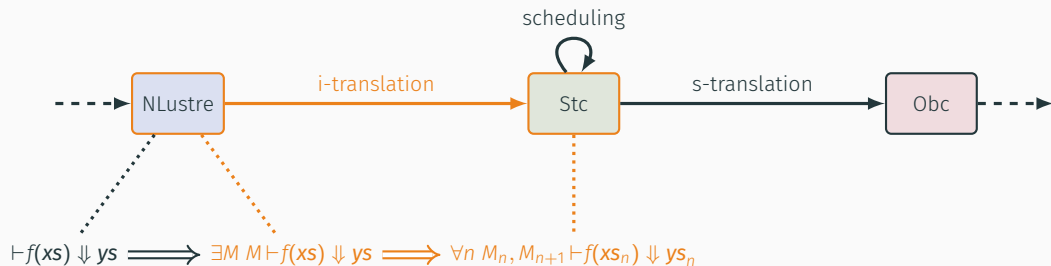 scheduling
i-translation
s-translation
NLustre
Stc
Obc
⊢f(xs) ⇓ ys ⟹ ∃M M⊢f(xs) ⇓ ys ⟹ ∀n Mₙ, Mₙ₊₁ ⊢f(xsₙ) ⇓ ysₙ